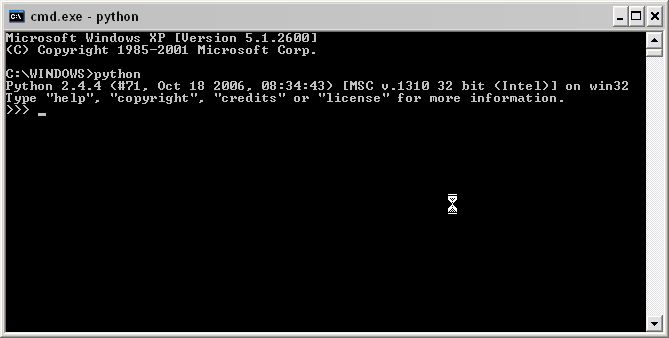 cmd.exe - python
Microsoft Windows XP [Version 5.1.2600]
(C) Copyright 1985-2001 Microsoft Corp.
C:\WINDOWS>python
Python 2.4.4 (#71, Oct 18 2006, 08:34:43) [MSC v.1310 32 bit (Intel)] on win32
Type "help", "copyright", "credits" or "license" for more information.
>>> _